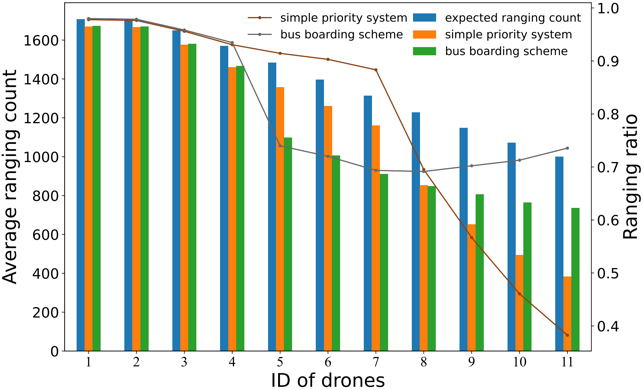 simple priority system
bus boarding scheme
expected ranging count
simple priority system
bus boarding scheme
Average ranging count
1600
1400
1200
1000
800
600
400
200
0
1.0
0.9
0.8
0.7
0.6
0.5
0.4
Ranging ratio
1 2 3 4 5 6 7 8 9 10 11
ID of drones